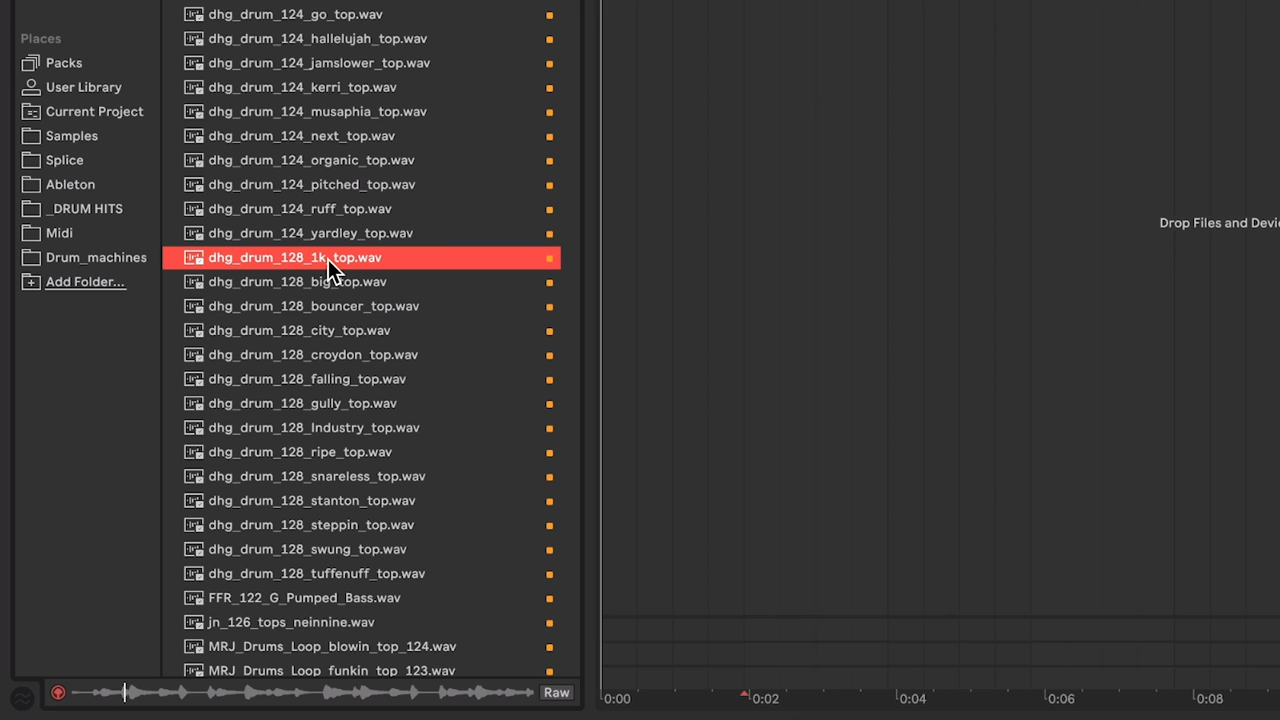 Places
Packs
User Library
Current Project
Samples
Splice
Ableton
_DRUM HITS
Midi
Drum_machines
Add Folder...
dhg_drum_124_go_top.wav
dhg_drum_124_hallelujah_top.wav
dhg_drum_124_jamslower_top.wav
dhg_drum_124_kerri_top.wav
dhg_drum_124_musaphia_top.wav
dhg_drum_124_next_top.wav
dhg_drum_124_organic_top.wav
dhg_drum_124_pitched_top.wav
dhg_drum_124_ruff_top.wav
dhg_drum_124_yardley_top.wav
dhg_drum_128_1k_top.wav
dhg_drum_128_big_top.wav
dhg_drum_128_bouncer_top.wav
dhg_drum_128_city_top.wav
dhg_drum_128_croydon_top.wav
dhg_drum_128_falling_top.wav
dhg_drum_128_gully_top.wav
dhg_drum_128_Industry_top.wav
dhg_drum_128_ripe_top.wav
dhg_drum_128_snareless_top.wav
dhg_drum_128_stanton_top.wav
dhg_drum_128_steppin_top.wav
dhg_drum_128_swung_top.wav
dhg_drum_128_tuffenuff_top.wav
FFR_122_G_Pumped_Bass.wav
jn_126_tops_neinnine.wav
MRJ_Drums_Loop_blowin_top_124.wav
MRJ_Drums_Loop_funkin_top_123.wav
Raw
Drop Files and Devi
0:00 0:02 0:04 0:06 0:08